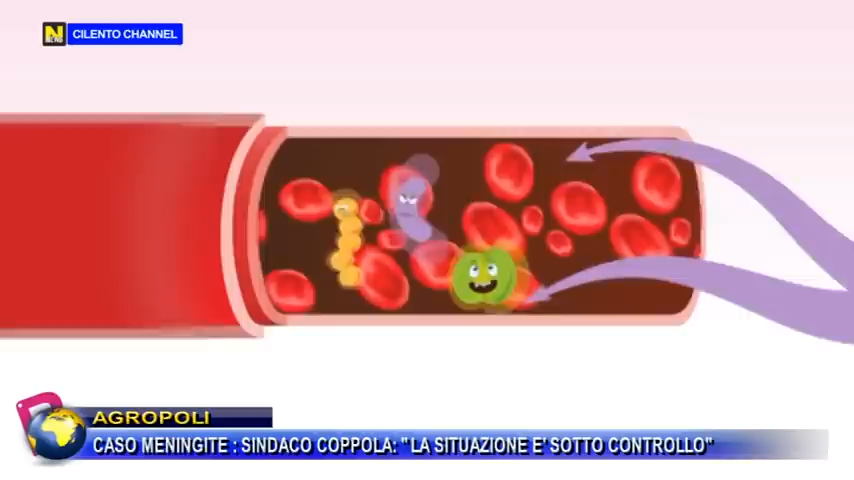 CILENTO CHANNEL
AGROPOLI
CASO MENINGITE : SINDACO COPPOLA: "LA SITUAZIONE E' SOTTO CONTROLLO"